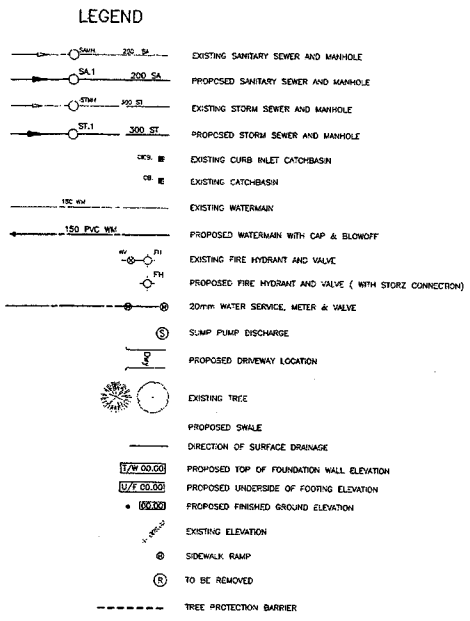 LEGEND
SAMH 200 SA EXISTING SANITARY SEWER AND MANHOLE
SA.1 200 SA PROPOSED SANITARY SEWER AND MANHOLE
STMH 300 ST EXISTING STORM SEWER AND MANHOLE
ST.1 300 ST PROPOSED STORM SEWER AND MANHOLE
CICB. EXISTING CURB INLET CATCHBASIN
CB. EXISTING CATCHBASIN
150 WM EXISTING WATERMAIN
150 PVC WM PROPOSED WATERMAIN WITH CAP & BLOWOFF
FH EXISTING FIRE HYDRANT AND VALVE
FH PROPOSED FIRE HYDRANT AND VALVE ( WITH STORZ CONNECTION)
20mm WATER SERVICE, METER & VALVE
S SUMP PUMP DISCHARGE
Dwy PROPOSED DRIVEWAY LOCATION
EXISTING TREE
PROPOSED SWALE
DIRECTION OF SURFACE DRAINAGE
T/W 00.00 PROPOSED TOP OF FOUNDATION WALL ELEVATION
U/F 00.00 PROPOSED UNDERSIDE OF FOOTING ELEVATION
00.00 PROPOSED FINISHED GROUND ELEVATION
EXISTING ELEVATION
SIDEWALK RAMP
R TO BE REMOVED
TREE PROTECTION BARRIER